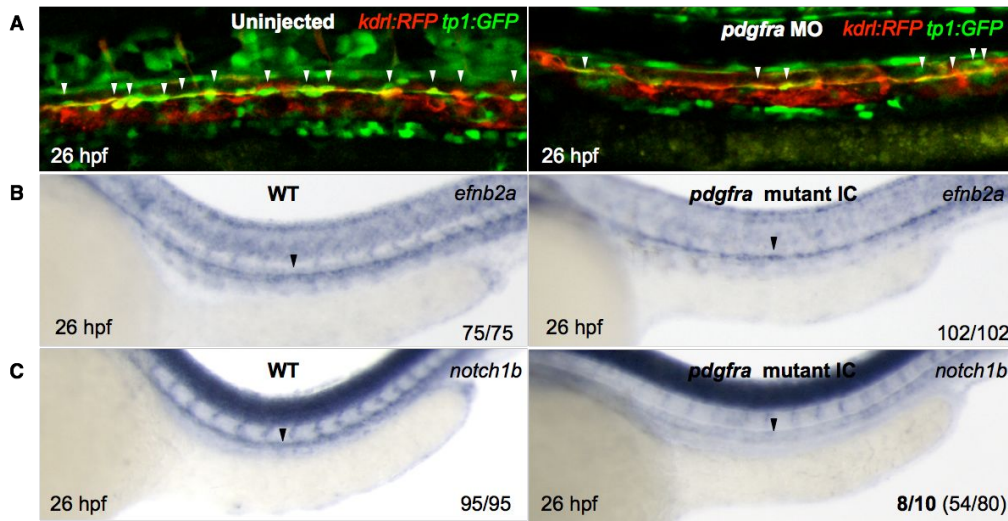 A Uninjected kdrl:RFP tp1:GFP pdgfra MO kdrl:RFP tp1:GFP
26 hpf 26 hpf
B WT efnb2a pdgfra mutant IC efnb2a
26 hpf 75/75 26 hpf 102/102
C WT notch1b pdgfra mutant IC notch1b
26 hpf 95/95 26 hpf 8/10 (54/80)